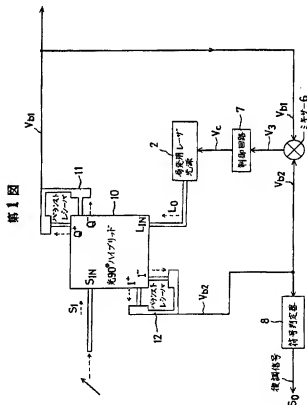 第1図
Vb1
11
バランスト
レシーバ
Q+
Q-
10
S1
SIN
光90°ハイブリッド
LIN
L0
I+
I-
バランスト
レシーバ
12
Vb2
2
局発用レーザ
光源
Vc
7
制御回路
V3
Vb1
ミキサー6
Vb2
8
符号判定器
復調信号
S0